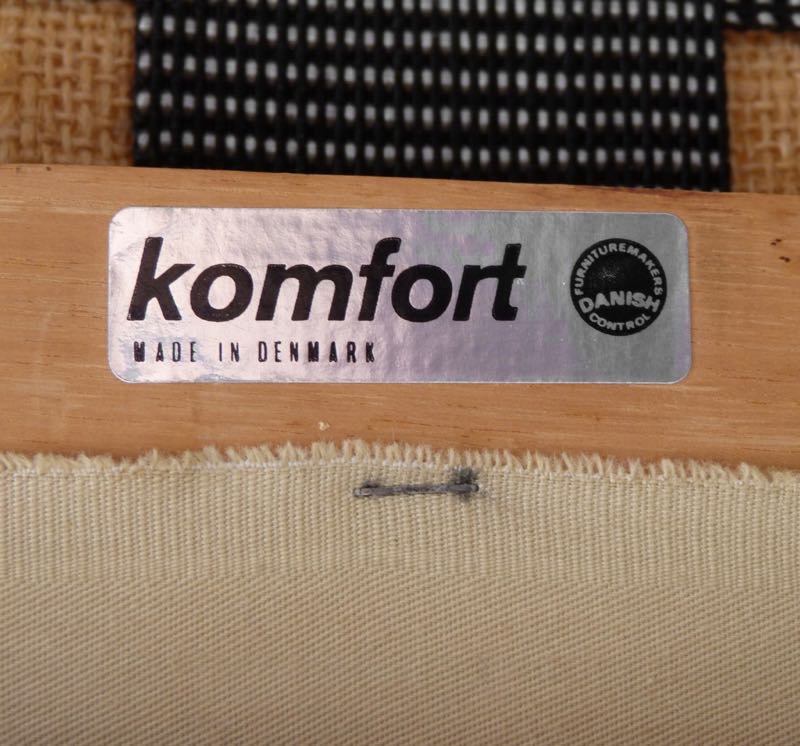 komfort
MADE IN DENMARK
FURNITUREMAKERS
DANISH
CONTROL